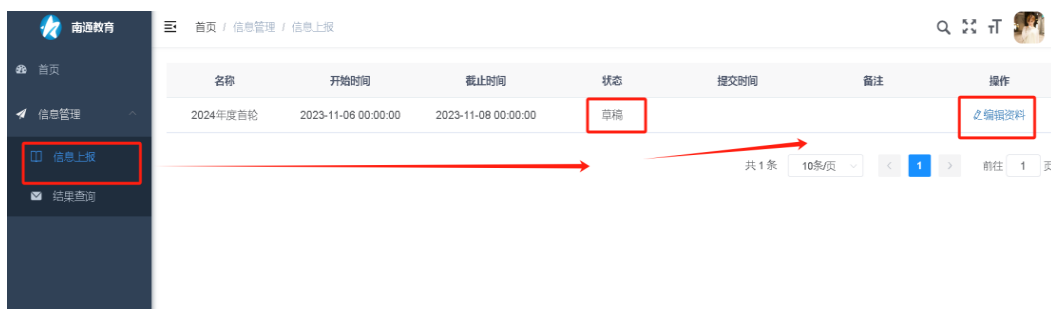 南通教育
首页 / 信息管理 / 信息上报
首页
信息管理
信息上报
结果查询
名称 开始时间 截止时间 状态 提交时间 备注 操作
2024年度首轮 2023-11-06 00:00:00 2023-11-08 00:00:00 草稿 编辑资料
共 1 条 10条/页 < 1 > 前往 1 页